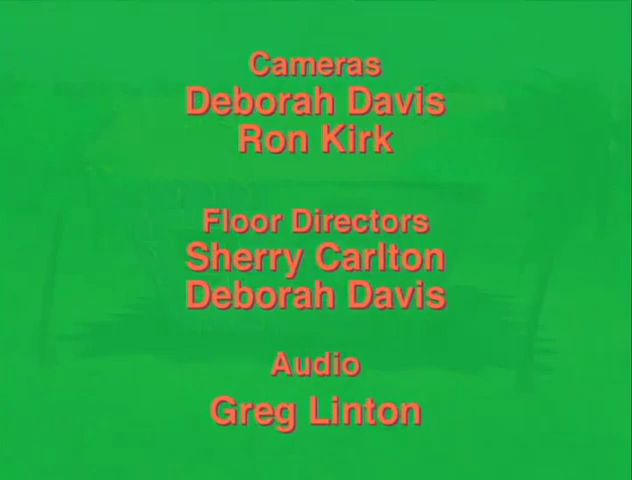 Cameras
Deborah Davis
Ron Kirk
Floor Directors
Sherry Carlton
Deborah Davis
Audio
Greg Linton